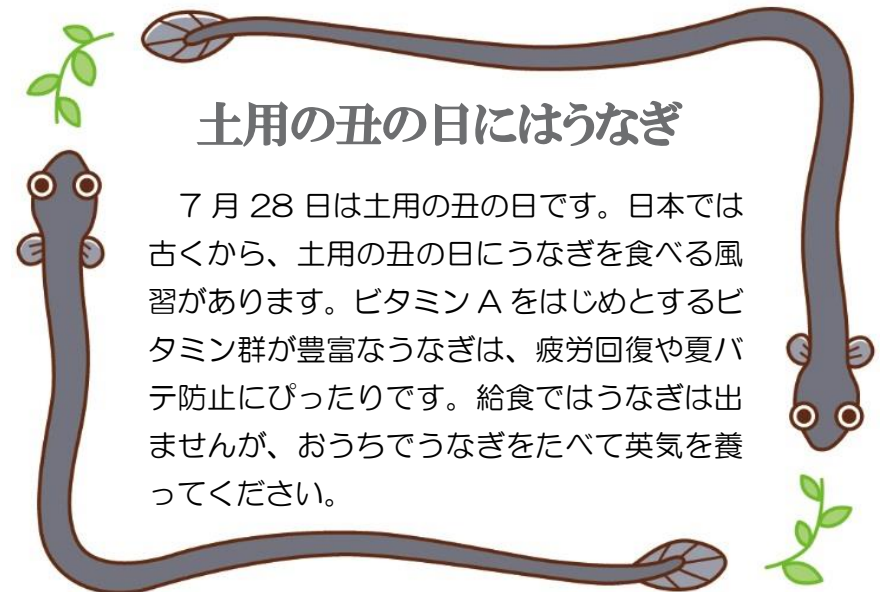 土用の丑の日にはうなぎ
　7 月 28 日は土用の丑の日です。日本では
古くから、土用の丑の日にうなぎを食べる風
習があります。ビタミン A をはじめとするビ
タミン群が豊富なうなぎは、疲労回復や夏バ
テ防止にぴったりです。給食ではうなぎは出
ませんが、おうちでうなぎをたべて英気を養
ってください。